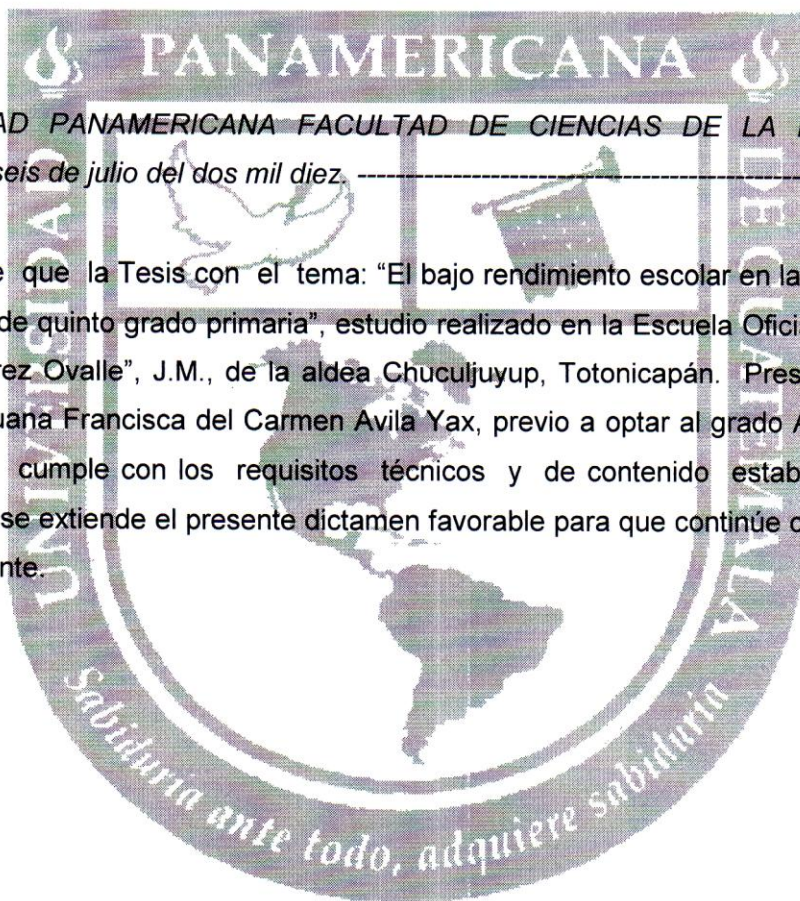 PANAMERICANA
AD PANAMERICANA FACULTAD DE CIENCIAS DE LA
seis de julio del dos mil diez. ----------------------------------------
e que la Tesis con el tema: “El bajo rendimiento escolar en la
de quinto grado primaria”, estudio realizado en la Escuela Oficia
rez Ovalle”, J.M., de la aldea Chuculjuyup, Totonicapán. Pres
uana Francisca del Carmen Avila Yax, previo a optar al grado A
cumple con los requisitos técnicos y de contenido estab
se extiende el presente dictamen favorable para que continúe c
nte.
UNIVERSIDAD
DE GUATEMALA
Sabiduría ante todo, adquiere sabiduría